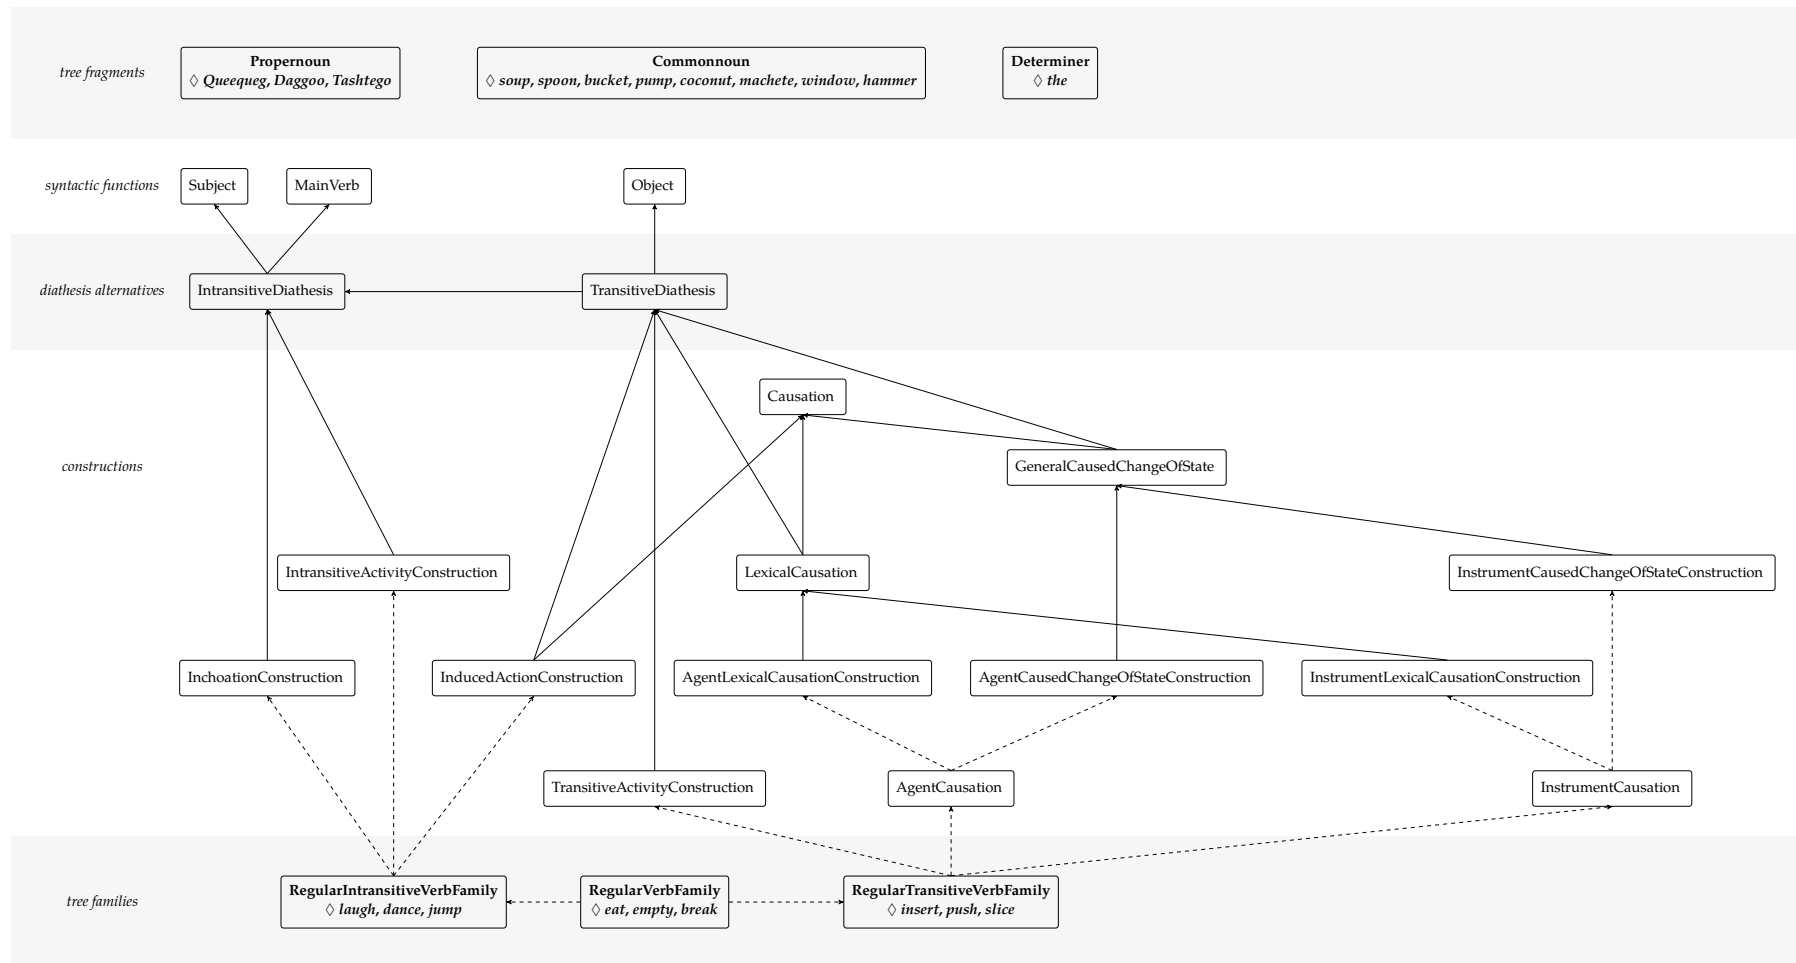 tree fragments
Propernoun
◊ Queequeg, Daggoo, Tashtego
Commonnoun
◊ soup, spoon, bucket, pump, coconut, machete, window, hammer
Determiner
◊ the
syntactic functions
Subject
MainVerb
Object
diathesis alternatives
IntransitiveDiathesis
TransitiveDiathesis
Causation
constructions
GeneralCausedChangeOfState
IntransitiveActivityConstruction
LexicalCausation
InstrumentCausedChangeOfStateConstruction
InchoationConstruction
InducedActionConstruction
AgentLexicalCausationConstruction
AgentCausedChangeOfStateConstruction
InstrumentLexicalCausationConstruction
TransitiveActivityConstruction
AgentCausation
InstrumentCausation
tree families
RegularIntransitiveVerbFamily
◊ laugh, dance, jump
RegularVerbFamily
◊ eat, empty, break
RegularTransitiveVerbFamily
◊ insert, push, slice